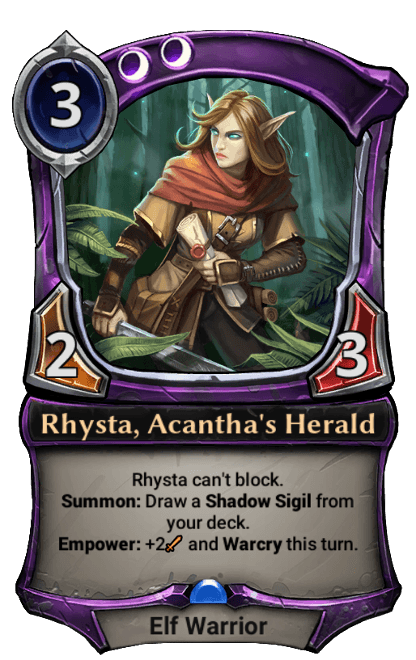 3
2
3
Rhysta, Acantha's Herald
Rhysta can't block.
Summon: Draw a Shadow Sigil from
your deck.
Empower: +2 and Warcry this turn.
Elf Warrior